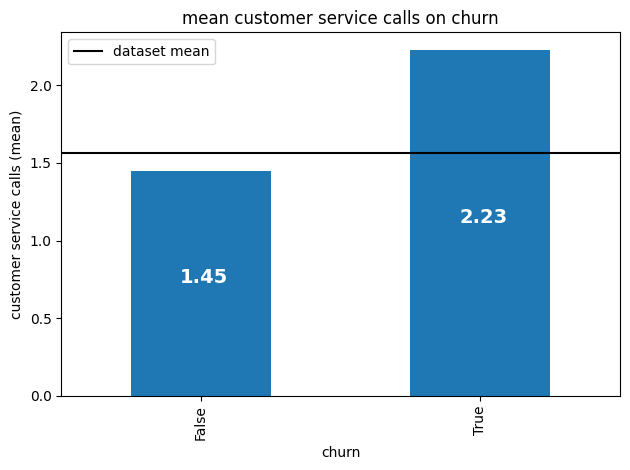 mean customer service calls on churn
dataset mean
customer service calls (mean)
2.0
1.5
1.0
0.5
0.0
1.45
2.23
False
True
churn